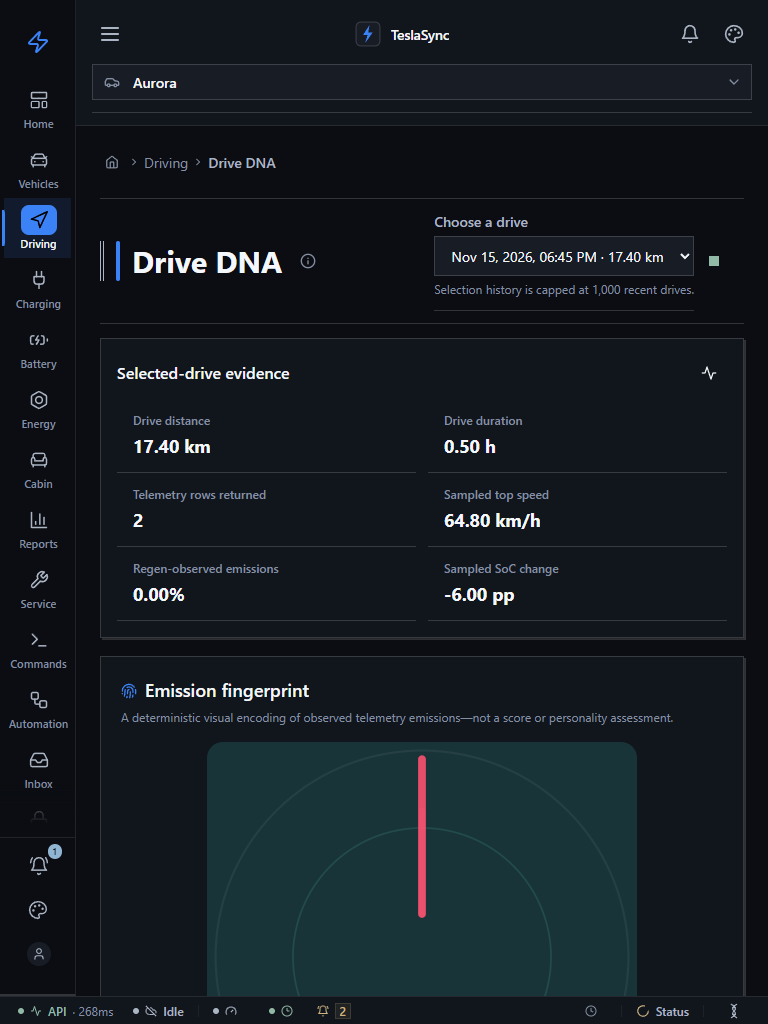 TeslaSync
Aurora
Home
Vehicles
Driving
Charging
Battery
Energy
Cabin
Reports
Service
Commands
Automation
Inbox
1
Driving
Drive DNA
Drive DNA
Choose a drive
Nov 15, 2026, 06:45 PM · 17.40 km
Selection history is capped at 1,000 recent drives.
Selected-drive evidence
Drive distance
17.40 km
Drive duration
0.50 h
Telemetry rows returned
2
Sampled top speed
64.80 km/h
Regen-observed emissions
0.00%
Sampled SoC change
-6.00 pp
Emission fingerprint
A deterministic visual encoding of observed telemetry emissions—not a score or personality assessment.
API · 268ms
Idle
2
Status